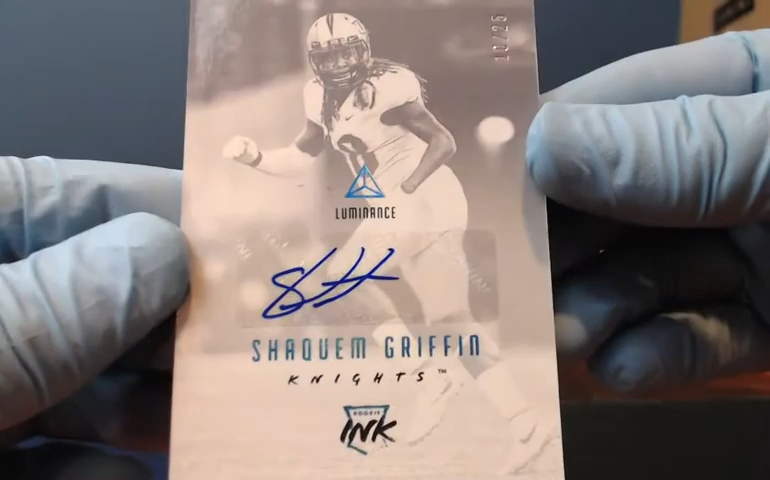 10/25
LUMINANCE
SHAQUEM GRIFFIN
KNIGHTS™
ROOKIE
INK